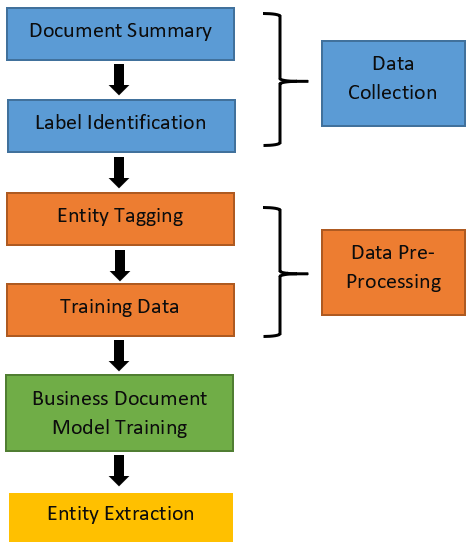 Document Summary
Label Identification
Data
Collection
Entity Tagging
Training Data
Data Pre-
Processing
Business Document
Model Training
Entity Extraction